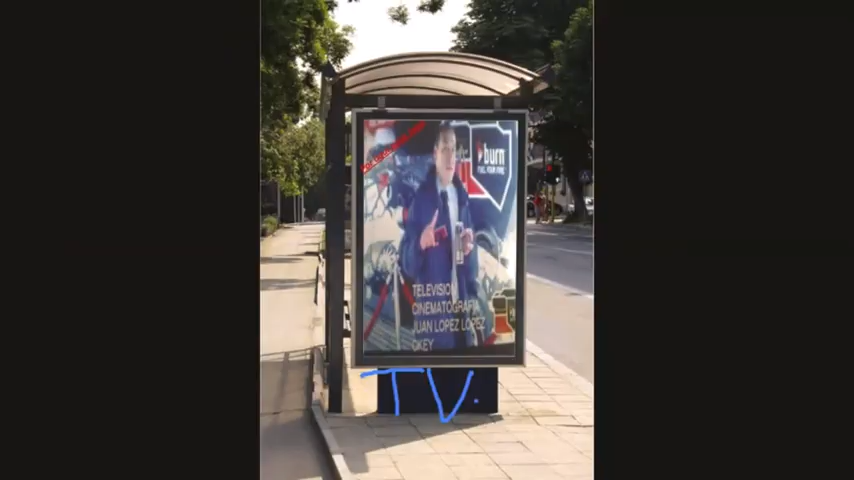 burn
FUEL YOUR FIRE
TELEVISION
CINEMATOGRAFIA
JUAN LOPEZ LOPEZ
OKEY
TV.